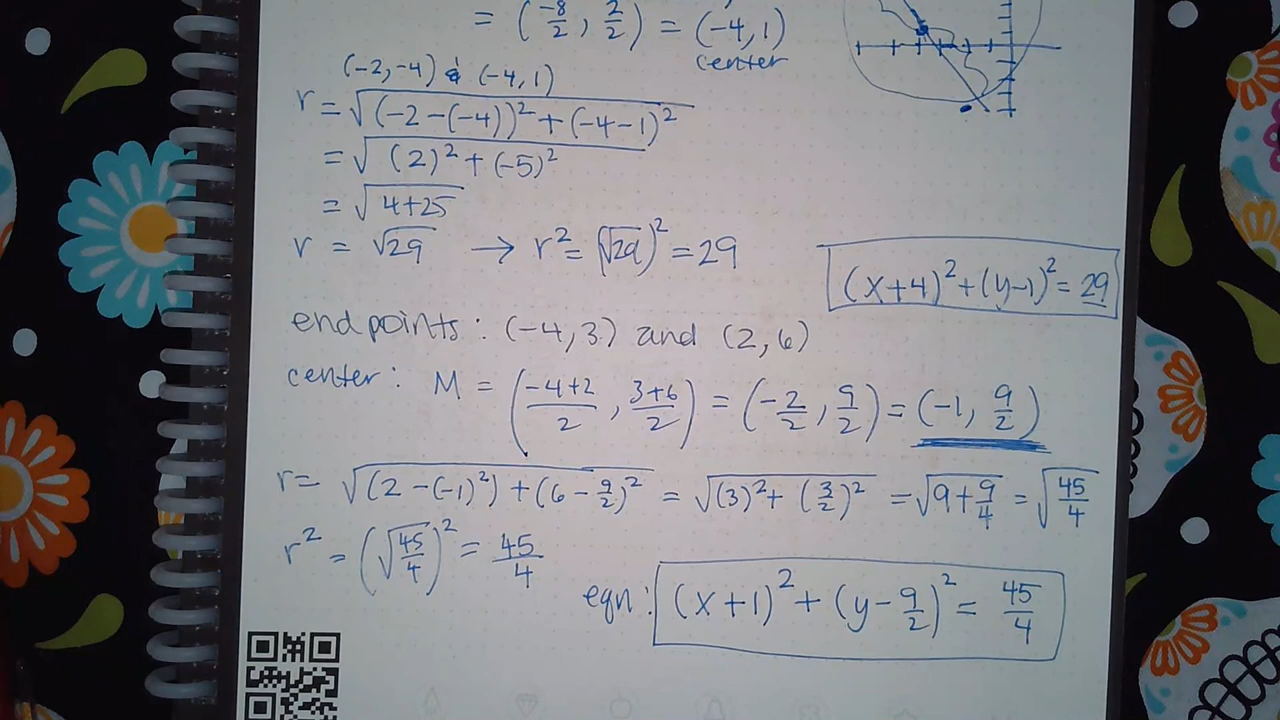 = (-8/2, 2/2) = (-4, 1)
center
(-2, -4) & (-4, 1)
r = √((-2-(-4))² + (-4-1)²)
= √((2)² + (-5)²)
= √(4+25)
r = √29 → r² = (√29)² = 29
(x+4)² + (y-1)² = 29
endpoints: (-4, 3) and (2, 6)
center: M = ((-4+2)/2, (3+6)/2) = (-2/2, 9/2) = (-1, 9/2)
r = √((2-(-1)²) + (6-9/2)²) = √((3)² + (3/2)²) = √(9+9/4) = √(45/4)
r² = (√(45/4))² = 45/4
eqn: (x+1)² + (y-9/2)² = 45/4